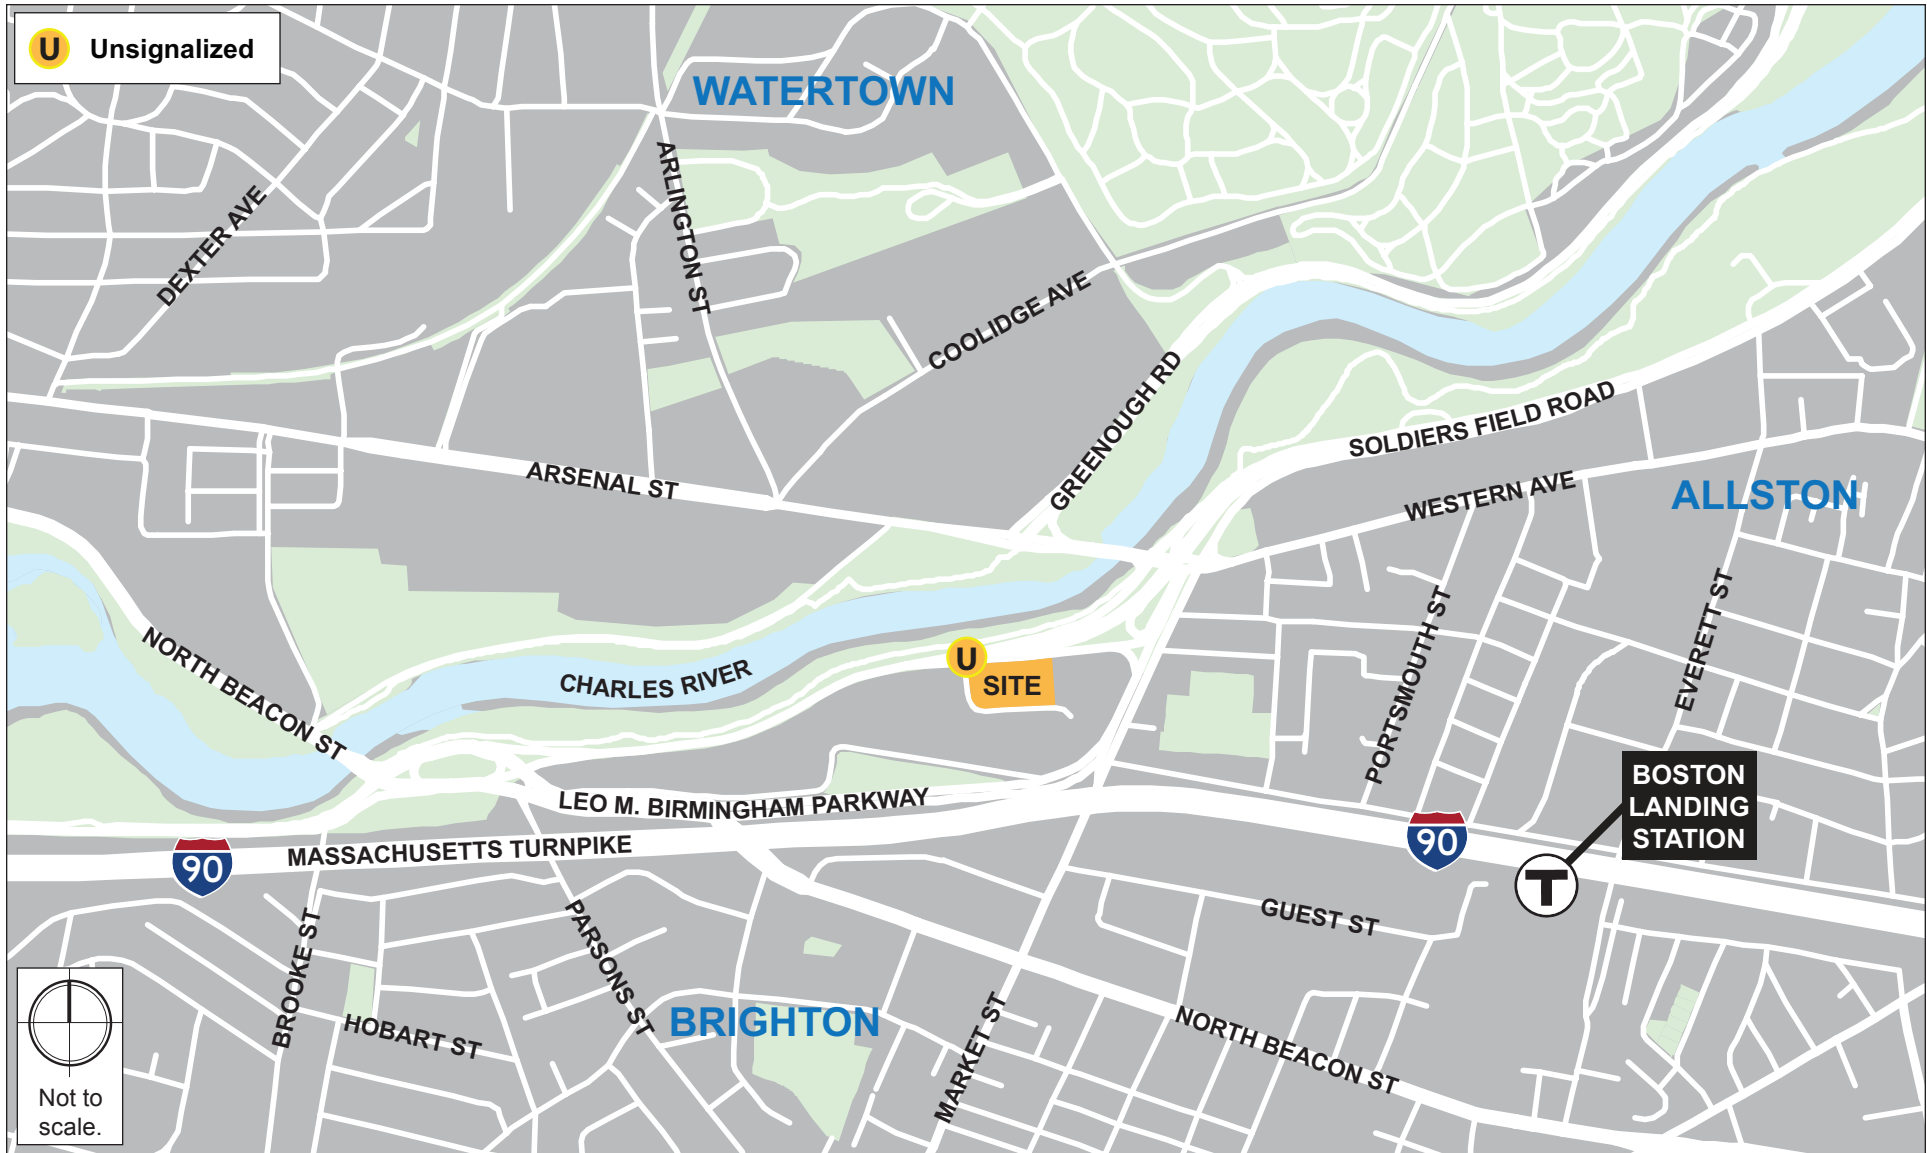 U Unsignalized
WATERTOWN
ARLINGTON ST
DEXTER AVE
COOLIDGE AVE
GREENOUGH RD
SOLDIERS FIELD ROAD
ARSENAL ST
WESTERN AVE
ALLSTON
PORTSMOUTH ST
EVERETT ST
NORTH BEACON ST
CHARLES RIVER
U
SITE
BOSTON
LANDING
STATION
LEO M. BIRMINGHAM PARKWAY
MASSACHUSETTS TURNPIKE
90
90
T
GUEST ST
BROOKE ST
PARSONS ST
HOBART ST
BRIGHTON
MARKET ST
NORTH BEACON ST
Not to
scale.